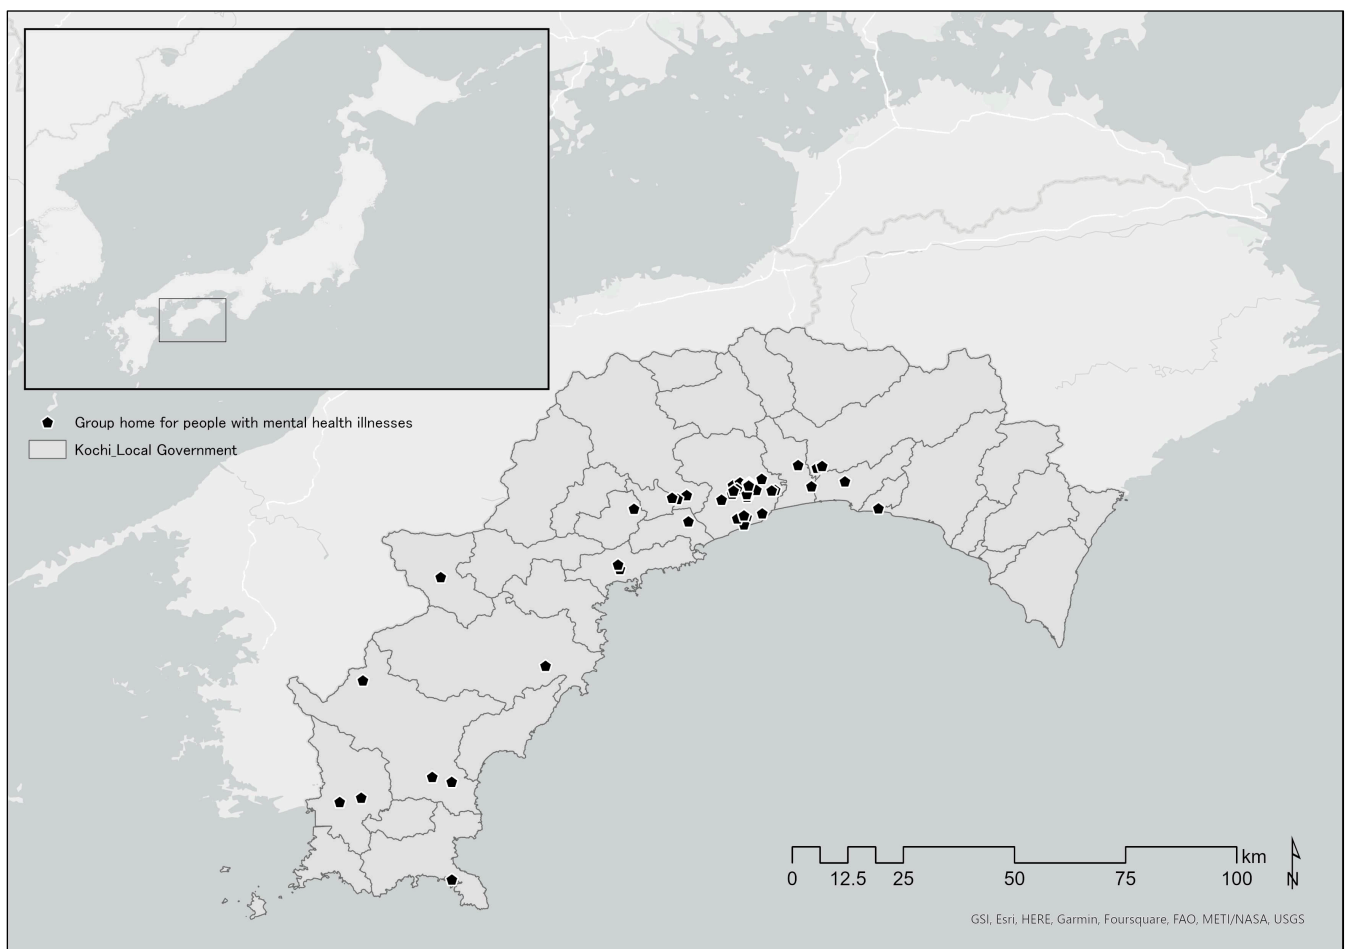 Group home for people with mental health illnesses
Kochi_Local Government
km
0 12.5 25 50 75 100
N
GSI, Esri, HERE, Garmin, Foursquare, FAO, METI/NASA, USGS